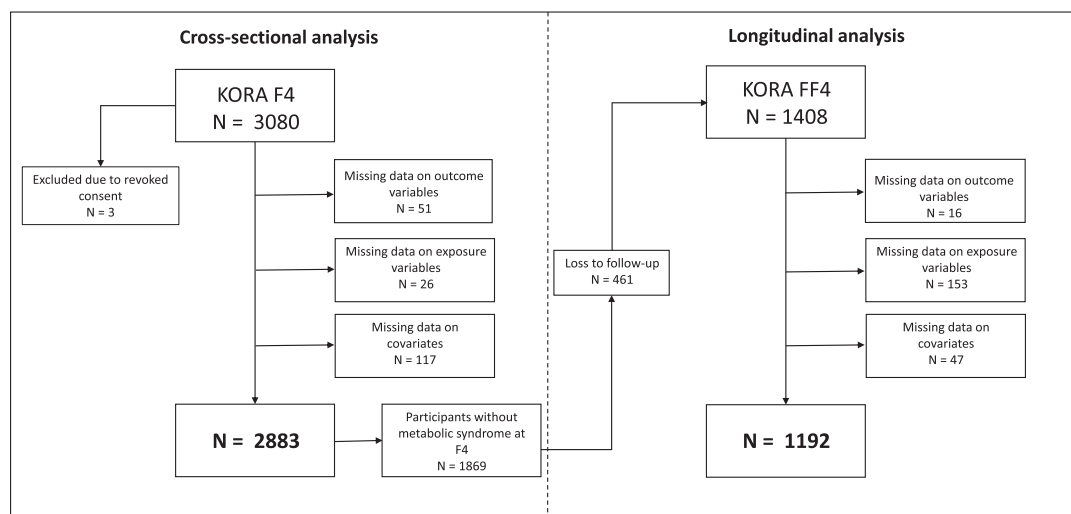 Cross-sectional analysis
KORA F4
N = 3080
Excluded due to revoked
consent
N = 3
Missing data on outcome
variables
N = 51
Missing data on exposure
variables
N = 26
Missing data on
covariates
N = 117
N = 2883
Participants without
metabolic syndrome at
F4
N = 1869
Loss to follow-up
N = 461
Longitudinal analysis
KORA FF4
N = 1408
Missing data on outcome
variables
N = 16
Missing data on exposure
variables
N = 153
Missing data on
covariates
N = 47
N = 1192